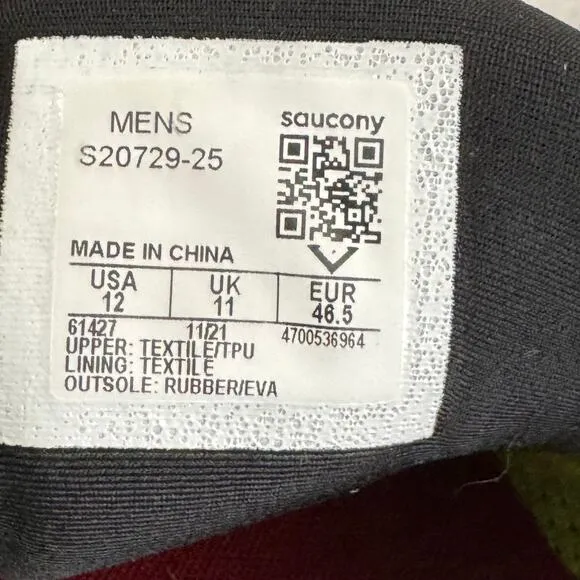 MENS
saucony
S20729-25
MADE IN CHINA
USA UK EUR
12 11 46.5
61427 11/21 4700536964
UPPER: TEXTILE/TPU
LINING: TEXTILE
OUTSOLE: RUBBER/EVA